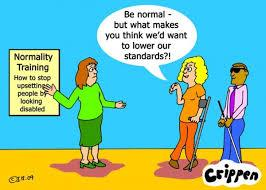 Normality
Training
How to stop
upsetting
people by
looking
disabled
Be normal -
but what makes
you think we'd want
to lower our
standards?!
Crippen